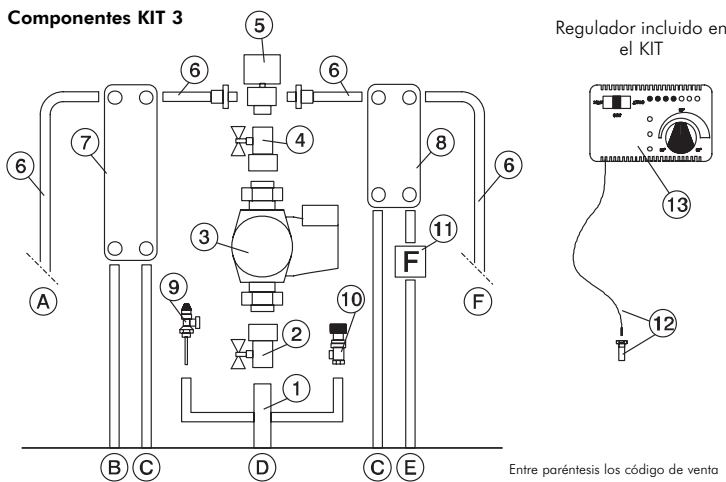 Componentes KIT 3
Regulador incluido en
el KIT
5
6
6
4
7
8
6
6
3
11
F
13
A
F
9
10
12
2
1
B
C
D
C
E
Entre paréntesis los código de venta